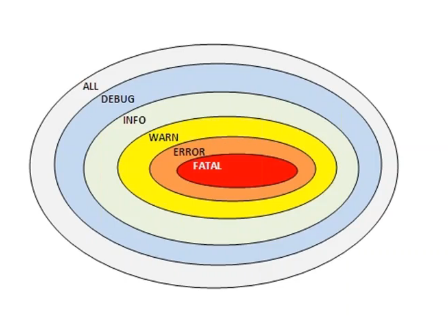 ALL
DEBUG
INFO
WARN
ERROR
FATAL